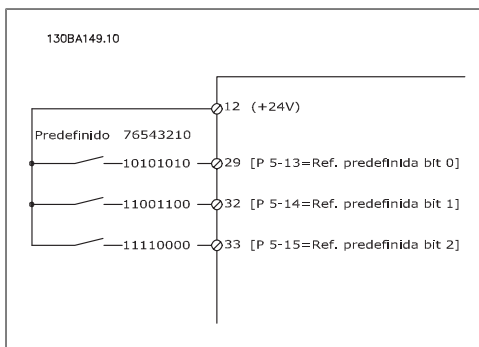 130BA149.10
12 (+24V)
Predefinido 76543210
10101010 29 [P 5-13=Ref. predefinida bit 0]
11001100 32 [P 5-14=Ref. predefinida bit 1]
11110000 33 [P 5-15=Ref. predefinida bit 2]